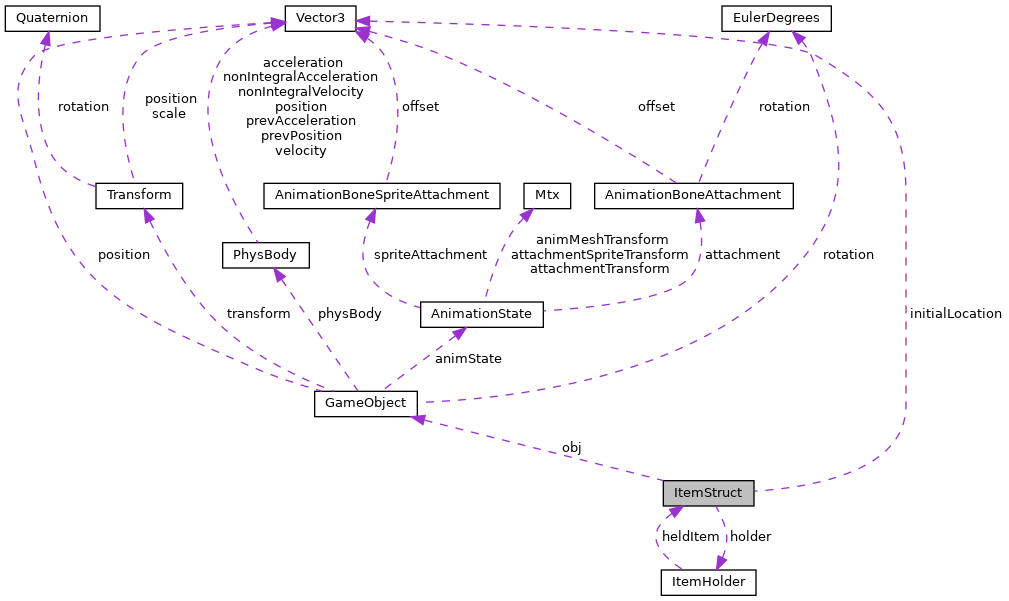 Quaternion
Vector3
EulerDegrees
acceleration
nonIntegralAcceleration
nonIntegralVelocity
position
prevAcceleration
prevPosition
velocity
rotation
position
scale
offset
offset
rotation
Transform
AnimationBoneSpriteAttachment
Mtx
AnimationBoneAttachment
position
PhysBody
spriteAttachment
animMeshTransform
attachmentSpriteTransform
attachmentTransform
attachment
rotation
transform
physBody
AnimationState
initialLocation
animState
GameObject
obj
ItemStruct
heldItem
holder
ItemHolder